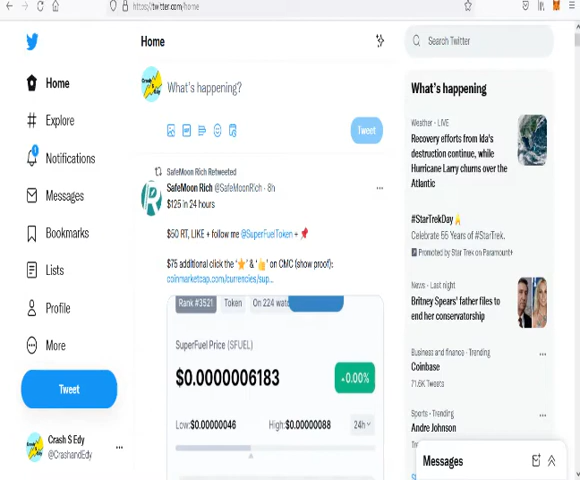 https://twitter.com/home
Home
Explore
Notifications
Messages
Bookmarks
Lists
Profile
More
Tweet
Crash S Edy
@CrashandEdy
Home
What's happening?
Tweet
SafeMoon Rich Retweeted
SafeMoon Rich @SafeMoonRich · 8h
$125 in 24 hours
$50 RT, LIKE + follow me @SuperFuelToken + 📌
$75 additional click the '⭐' & '👍' on CMC (show proof):
coinmarketcap.com/currencies/sup...
Rank #3521
Token
On 224 watc
SuperFuel Price (SFUEL)
$0.0000006183
+0.00%
Low:$0.00000046
High:$0.00000088
24h
Search Twitter
What's happening
Weather · LIVE
Recovery efforts from Ida's
destruction continue, while
Hurricane Larry churns over the
Atlantic
#StarTrekDay
Celebrate 55 Years of #StarTrek.
Promoted by Star Trek on Paramount+
News · Last night
Britney Spears' father files to
end her conservatorship
Business and finance · Trending
Coinbase
71.6K Tweets
Sports · Trending
Andre Johnson
Messages